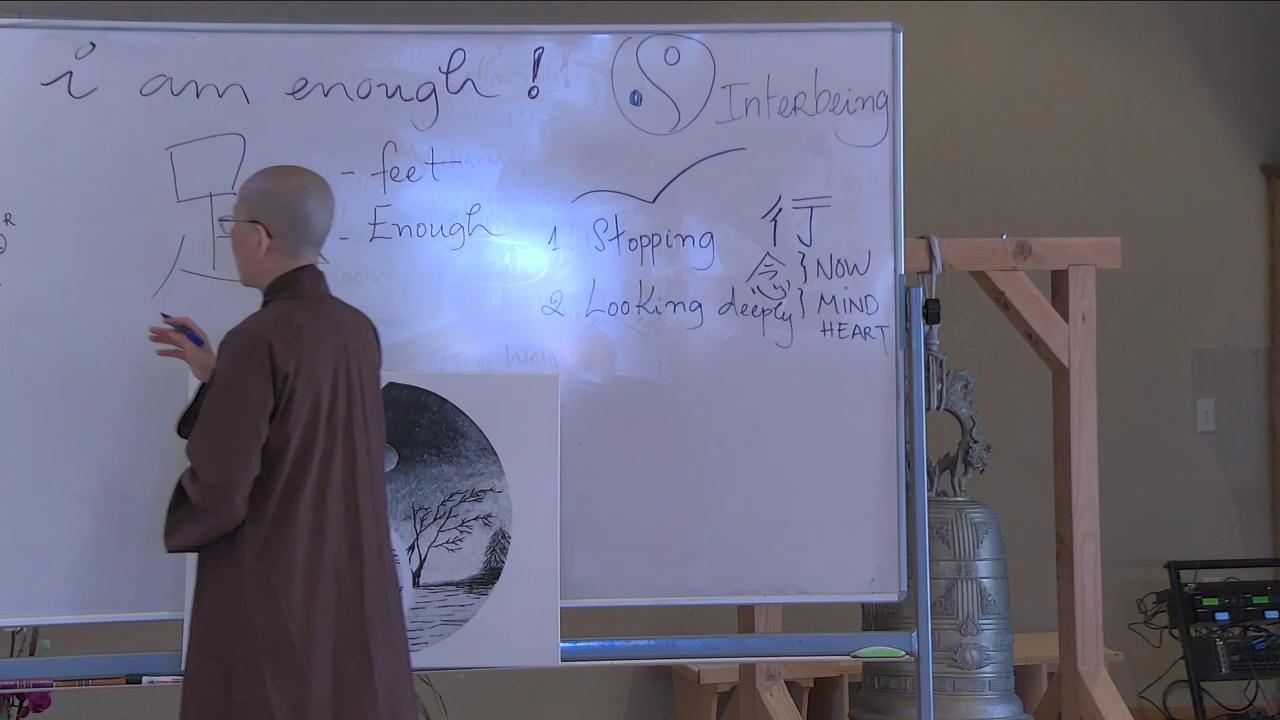 i am enough!
Interbeing
足
- feet
- Enough
1. Stopping
行
2. Looking deeply
念 } NOW
} MIND
HEART
R